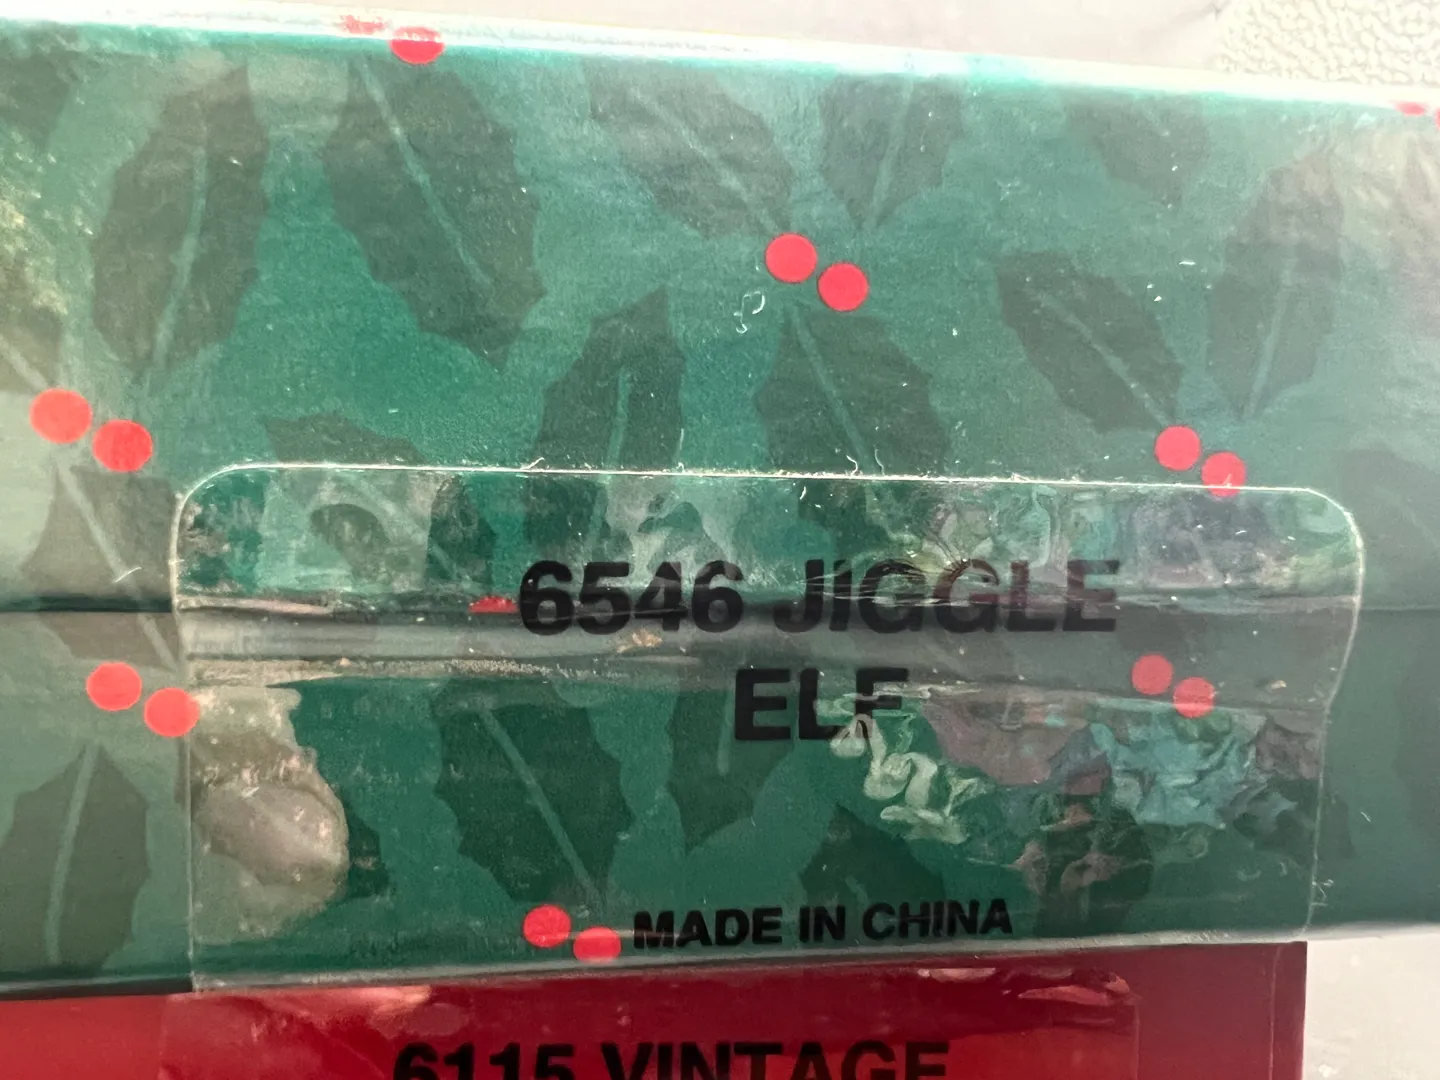 6546 JIGGLE
ELF
MADE IN CHINA
6115 VINTAGE